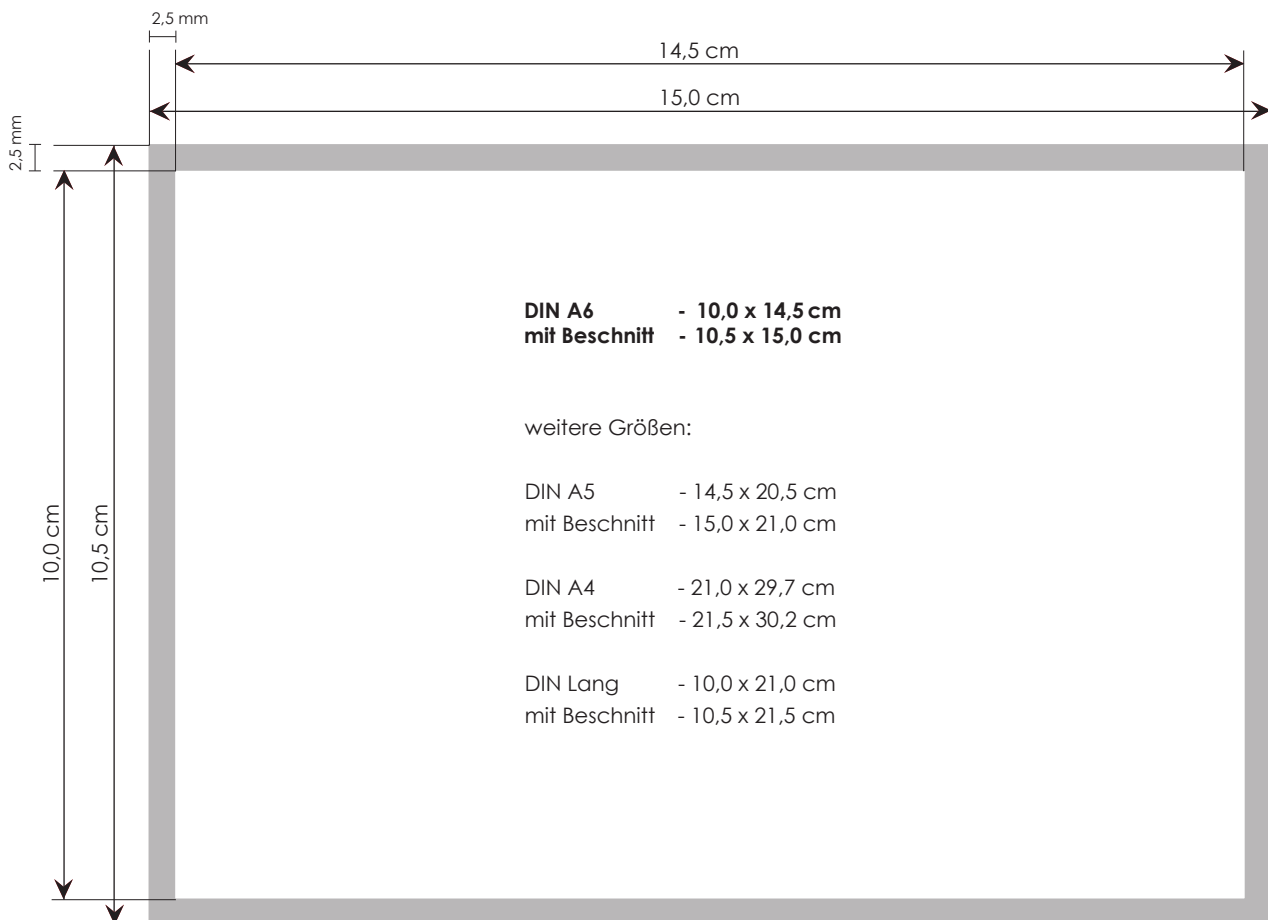 2,5 mm
14,5 cm
15,0 cm
2,5 mm
10,0 cm
10,5 cm
DIN A6 - 10,0 x 14,5 cm
mit Beschnitt - 10,5 x 15,0 cm
weitere Größen:
DIN A5 - 14,5 x 20,5 cm
mit Beschnitt - 15,0 x 21,0 cm
DIN A4 - 21,0 x 29,7 cm
mit Beschnitt - 21,5 x 30,2 cm
DIN Lang - 10,0 x 21,0 cm
mit Beschnitt - 10,5 x 21,5 cm